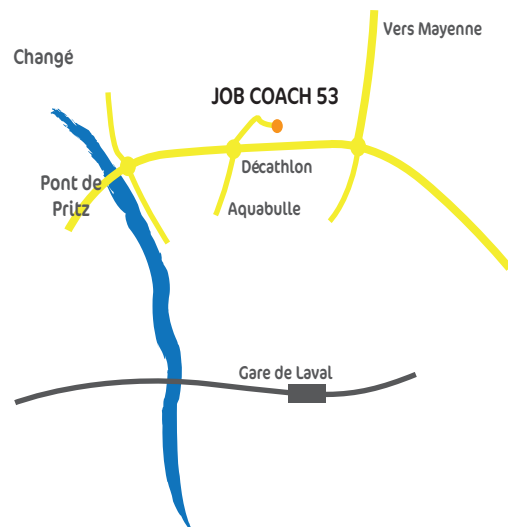 Vers Mayenne
Changé
JOB COACH 53
Décathlon
Pont de
Pritz
Aquabulle
Gare de Laval